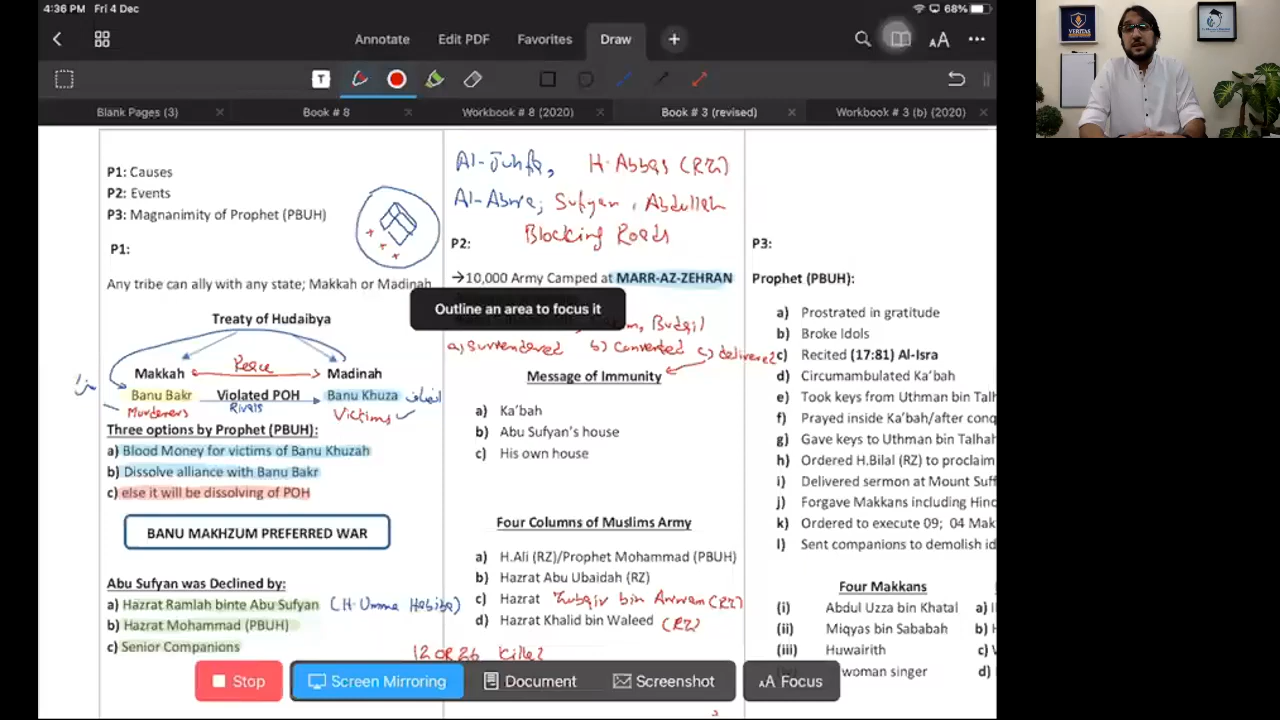 4:36 PM Fri 4 Dec
68%
Annotate Edit PDF Favorites Draw
AA
T
Blank Pages (3) × Book # 8 × Workbook # 8 (2020) × Book # 3 (revised) × Workbook # 3 (b) (2020) ×
P1: Causes
P2: Events
P3: Magnanimity of Prophet (PBUH)
P1:
Any tribe can ally with any state; Makkah or Madinah
Treaty of Hudaibya
Peace
Makkah Madinah
Banu Bakr Violated POH Banu Khuza
Rivals
Murderers Victims
Three options by Prophet (PBUH):
a) Blood Money for victims of Banu Khuzah
b) Dissolve alliance with Banu Bakr
c) else it will be dissolving of POH
BANU MAKHZUM PREFERRED WAR
Abu Sufyan was Declined by:
a) Hazrat Ramlah binte Abu Sufyan (H. Umma Habiba)
b) Hazrat Mohammad (PBUH)
c) Senior Companions
Al-Juhfa, H. Abbas (RZ)
Al-Abwa, Sufyan, Abdullah
Blocking Roads
P2:
→10,000 Army Camped at MARR-AZ-ZEHRAN
Outline an area to focus it
Budail
a) Surrendered b) Converted c) delivered
Message of Immunity
a) Ka'bah
b) Abu Sufyan's house
c) His own house
Four Columns of Muslims Army
a) H.Ali (RZ)/Prophet Mohammad (PBUH)
b) Hazrat Abu Ubaidah (RZ)
c) Hazrat Zubair bin Awwam (RZ)
d) Hazrat Khalid bin Waleed (RZ)
12 OR 26 killed
P3:
Prophet (PBUH):
a) Prostrated in gratitude
b) Broke Idols
c) Recited (17:81) Al-Isra
d) Circumambulated Ka'bah
e) Took keys from Uthman bin Talh
f) Prayed inside Ka'bah/after conq
g) Gave keys to Uthman bin Talhah
h) Ordered H.Bilal (RZ) to proclaim
i) Delivered sermon at Mount Suff
j) Forgave Makkans including Hind
k) Ordered to execute 09; 04 Mak
l) Sent companions to demolish id
Four Makkans
(i) Abdul Uzza bin Khatal a)
(ii) Miqyas bin Sababah b)
(iii) Huwairith c)
woman singer d)
Stop Screen Mirroring Document Screenshot AA Focus
VERITAS